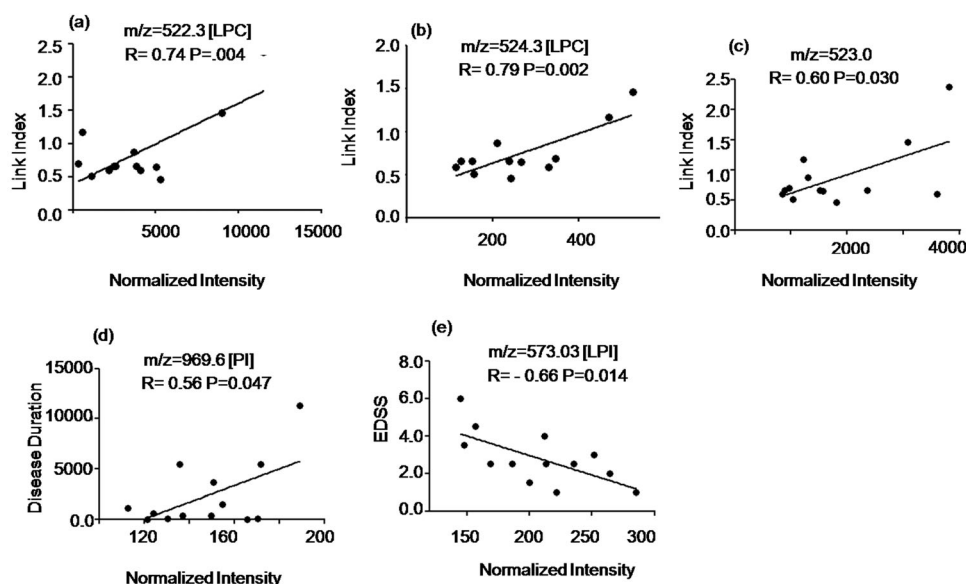 (a)
m/z=522.3 [LPC]
R= 0.74 P=.004
2.5
2.0
1.5
1.0
0.5
0.0
Link Index
5000
10000
15000
Normalized Intensity
(b)
m/z=524.3 [LPC]
R= 0.79 P=0.002
2.0
1.5
1.0
0.5
0.0
Link Index
200
400
Normalized Intensity
(c)
m/z=523.0
R= 0.60 P=0.030
2.5
2.0
1.5
1.0
0.5
0.0
Link Index
0
2000
4000
Normalized Intensity
(d)
m/z=969.6 [PI]
R= 0.56 P=0.047
15000
10000
5000
0
Disease Duration
120
160
200
Normalized Intensity
(e)
m/z=573.03 [LPI]
R= - 0.66 P=0.014
8.0
6.0
4.0
2.0
0.0
EDSS
150
200
250
300
Normalized Intensity